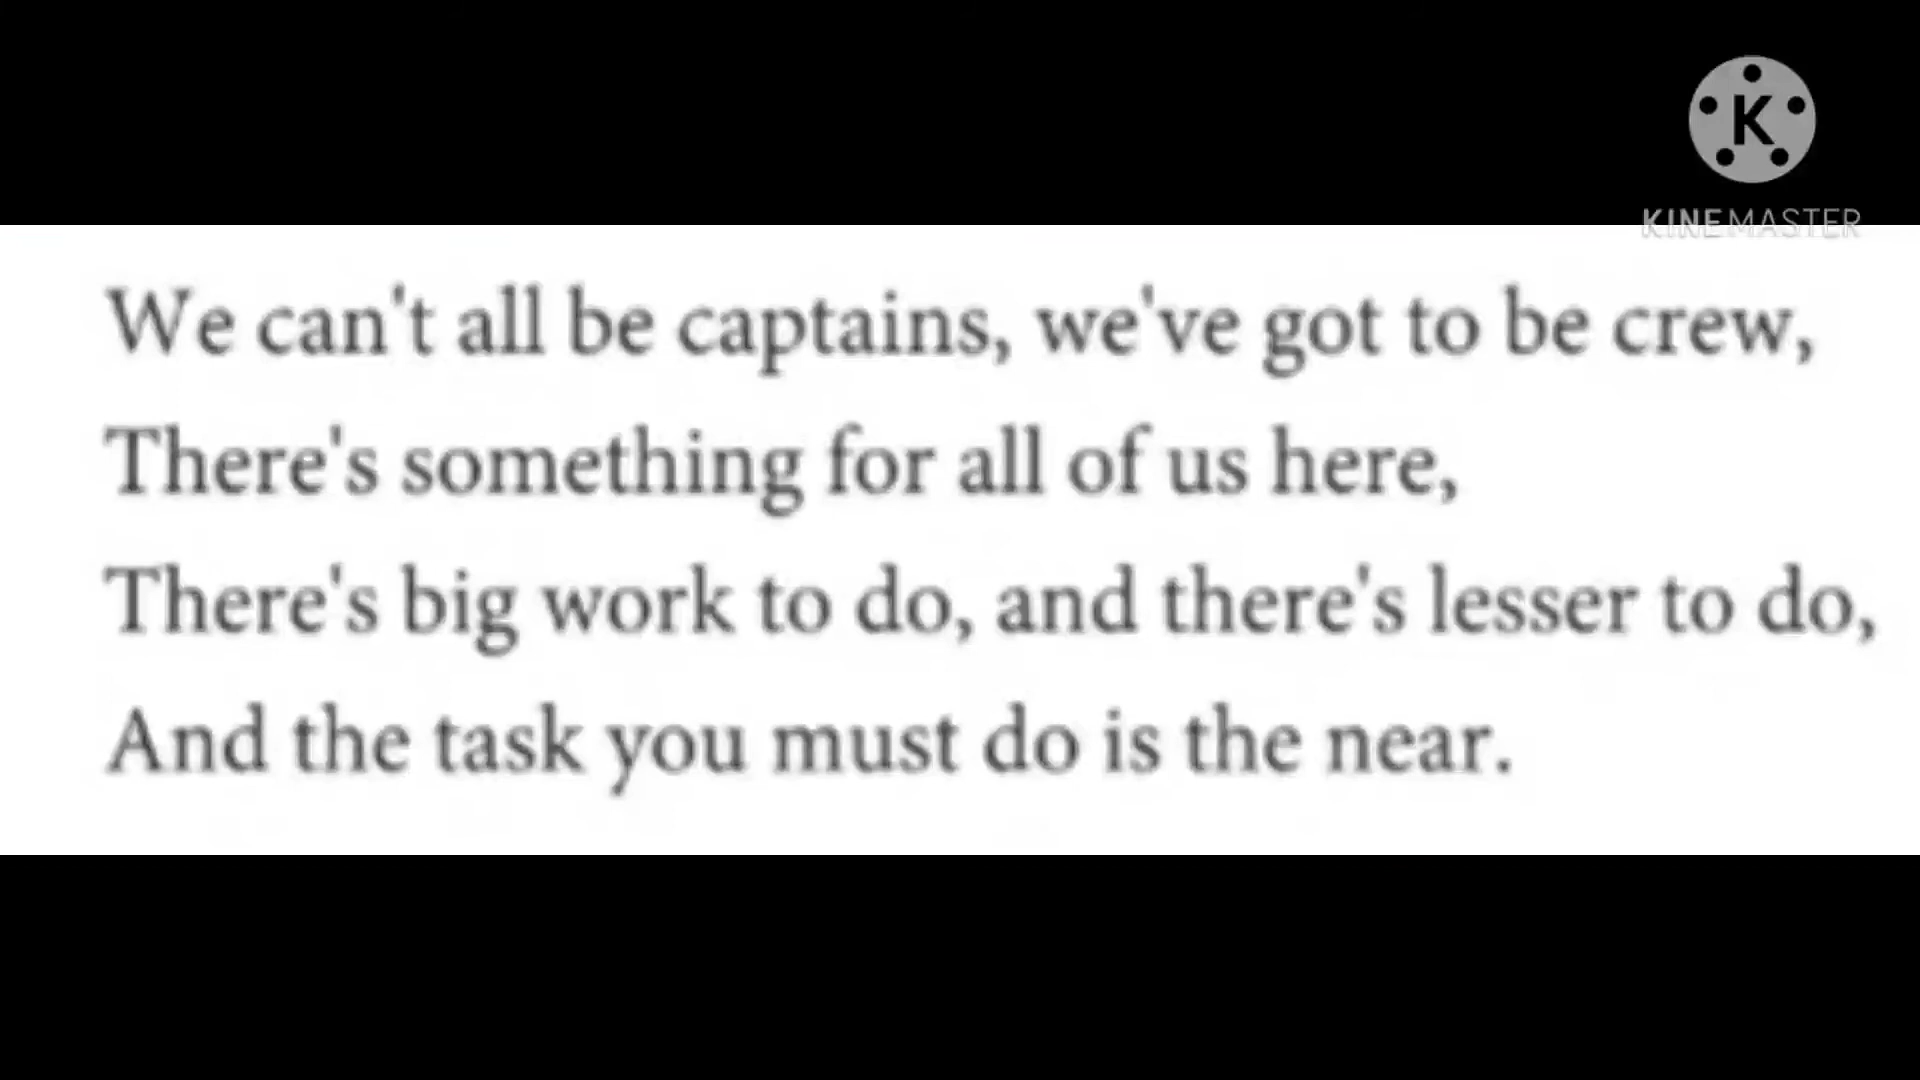 K
KINEMASTER
We can't all be captains, we've got to be crew,
There's something for all of us here,
There's big work to do, and there's lesser to do,
And the task you must do is the near.